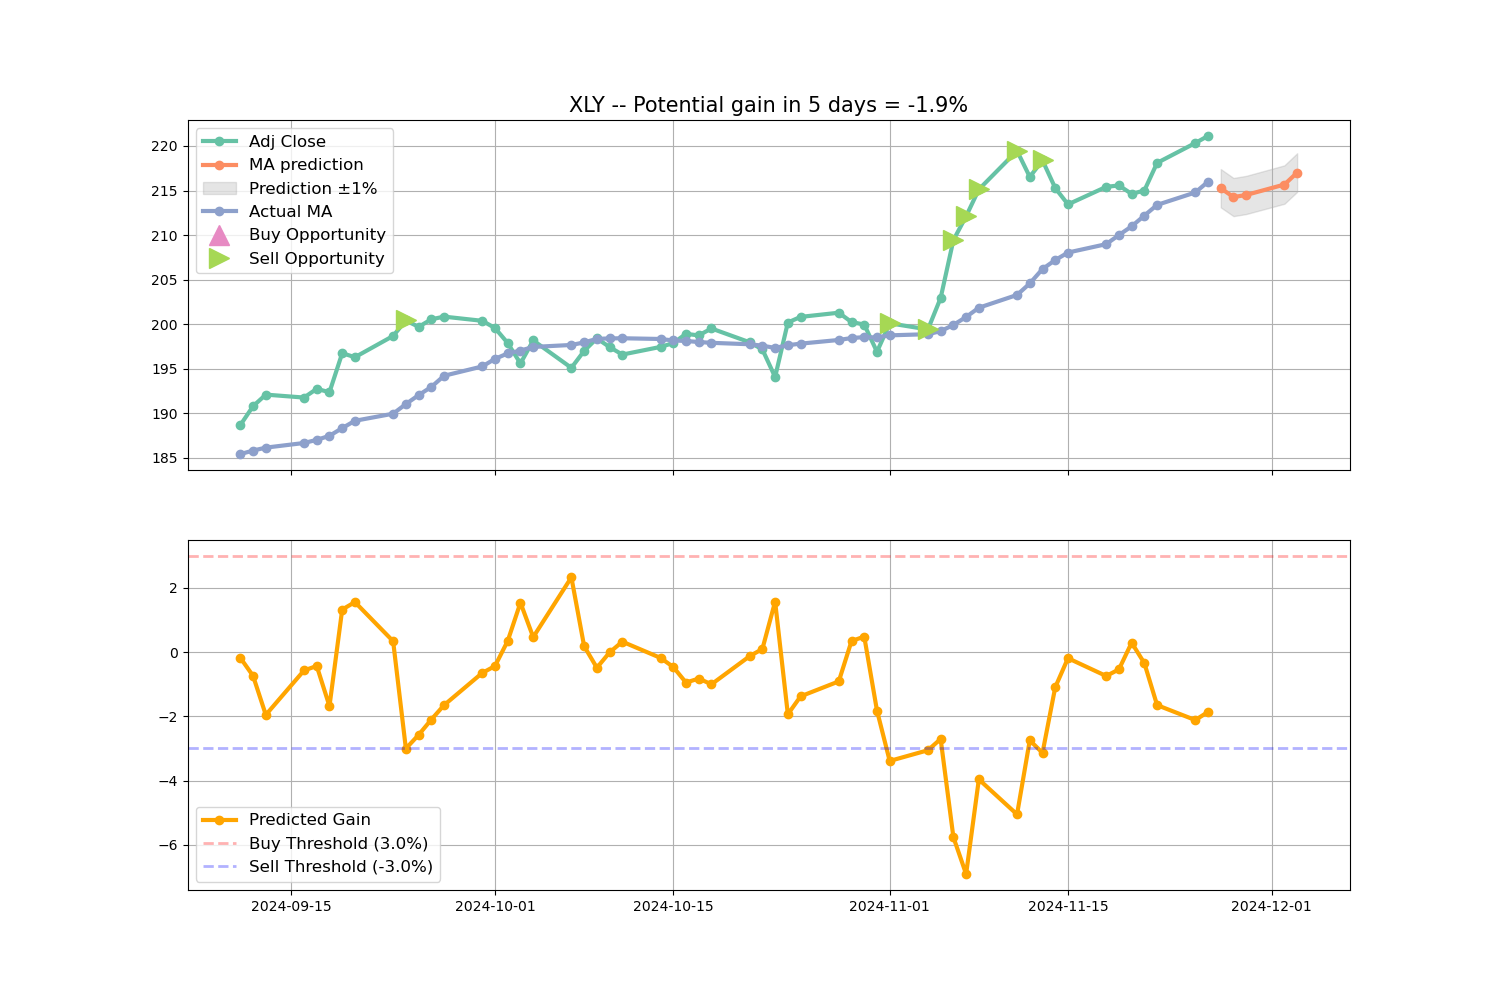 XLY -- Potential gain in 5 days = -1.9%
220
215
210
205
200
195
190
185
Adj Close
MA prediction
Prediction ±1%
Actual MA
Buy Opportunity
Sell Opportunity
2
0
−2
−4
−6
Predicted Gain
Buy Threshold (3.0%)
Sell Threshold (-3.0%)
2024-09-15
2024-10-01
2024-10-15
2024-11-01
2024-11-15
2024-12-01